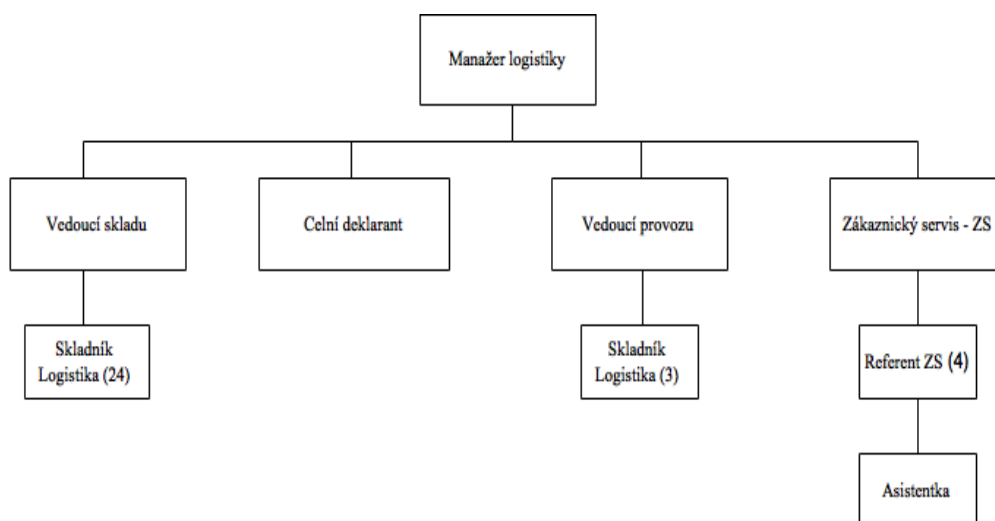 Manažer logistiky
Vedoucí skladu
Celní deklarant
Vedoucí provozu
Zákaznický servis - ZS
Skladník
Logistika (24)
Skladník
Logistika (3)
Referent ZS (4)
Asistentka